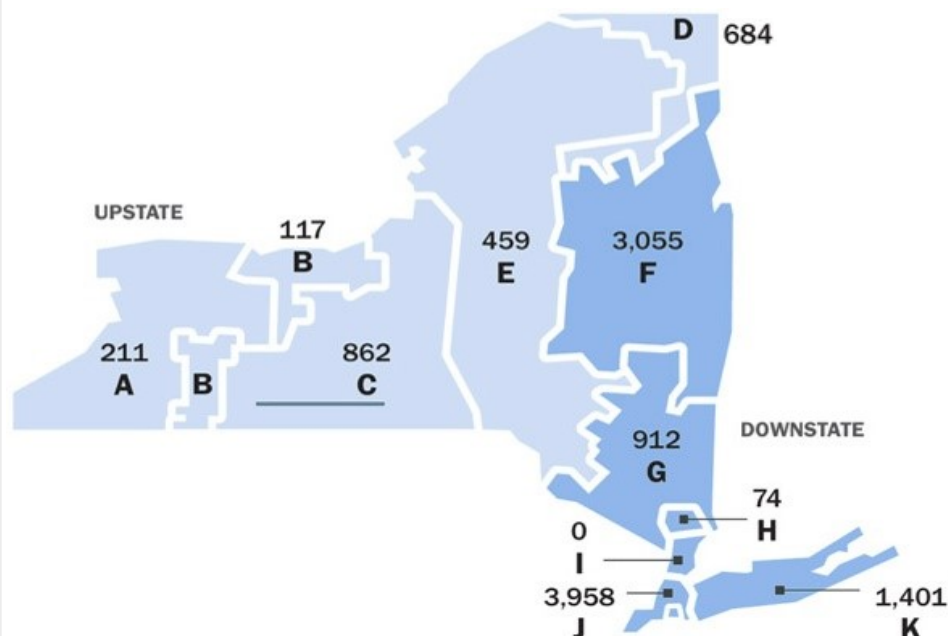 D 684
UPSTATE
117
B
459
E
3,055
F
211
A
B
862
C
912
G
DOWNSTATE
74
H
0
I
3,958
J
1,401
K